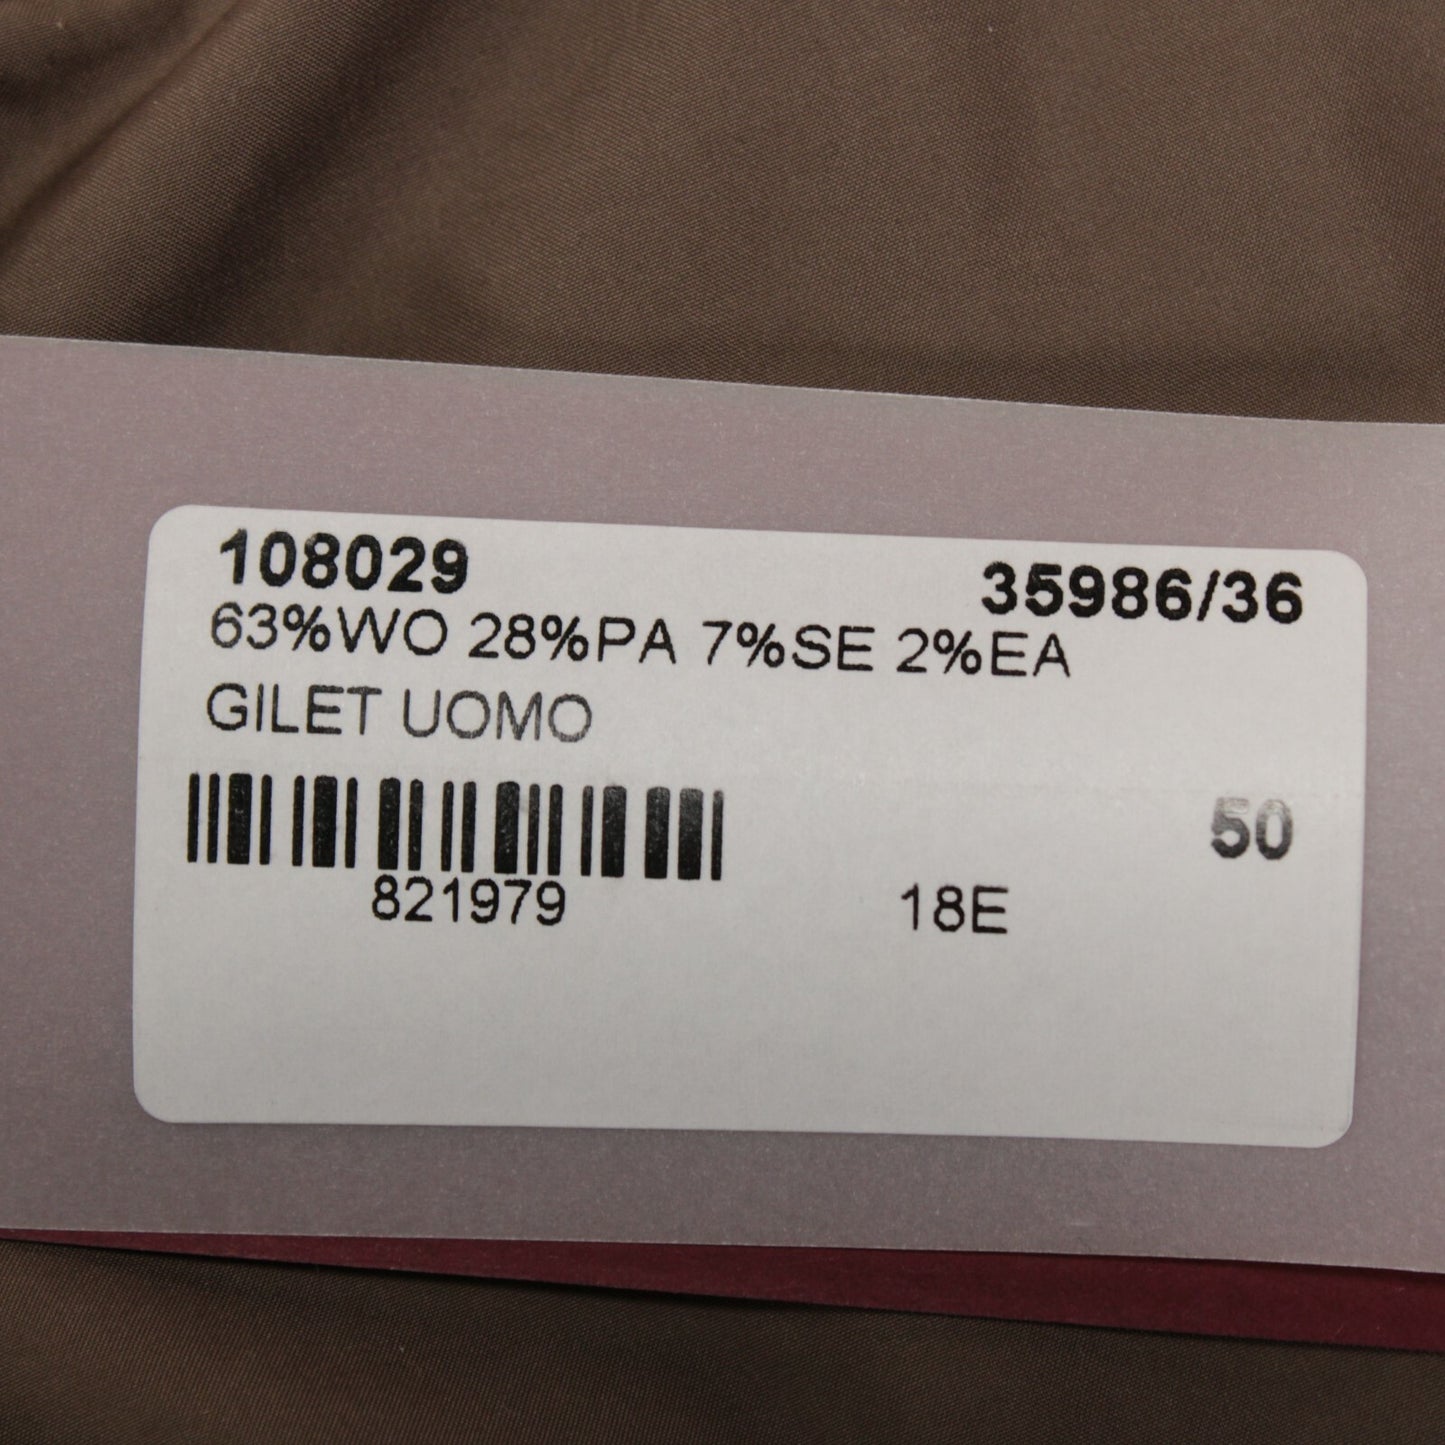 108029 35986/36
63%WO 28%PA 7%SE 2%EA
GILET UOMO
50
821979 18E